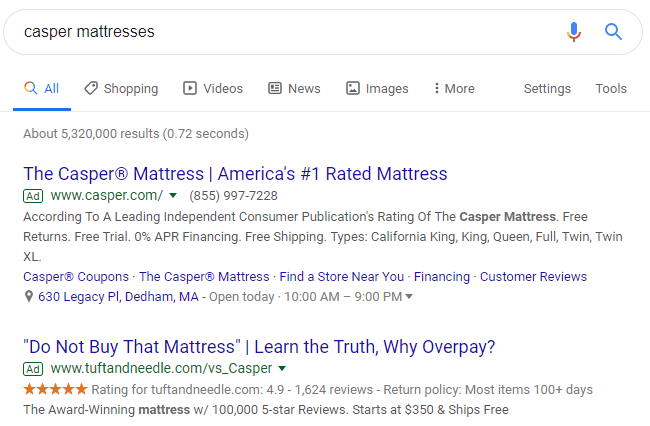 casper mattresses
All Shopping Videos News Images More Settings Tools
About 5,320,000 results (0.72 seconds)
The Casper® Mattress | America's #1 Rated Mattress
Ad www.casper.com/ (855) 997-7228
According To A Leading Independent Consumer Publication's Rating Of The Casper Mattress. Free
Returns. Free Trial. 0% APR Financing. Free Shipping. Types: California King, King, Queen, Full, Twin, Twin
XL.
Casper® Coupons · The Casper® Mattress · Find a Store Near You · Financing · Customer Reviews
630 Legacy Pl, Dedham, MA - Open today · 10:00 AM – 9:00 PM
"Do Not Buy That Mattress" | Learn the Truth, Why Overpay?
Ad www.tuftandneedle.com/vs_Casper
Rating for tuftandneedle.com: 4.9 - 1,624 reviews - Return policy: Most items 100+ days
The Award-Winning mattress w/ 100,000 5-star Reviews. Starts at $350 & Ships Free